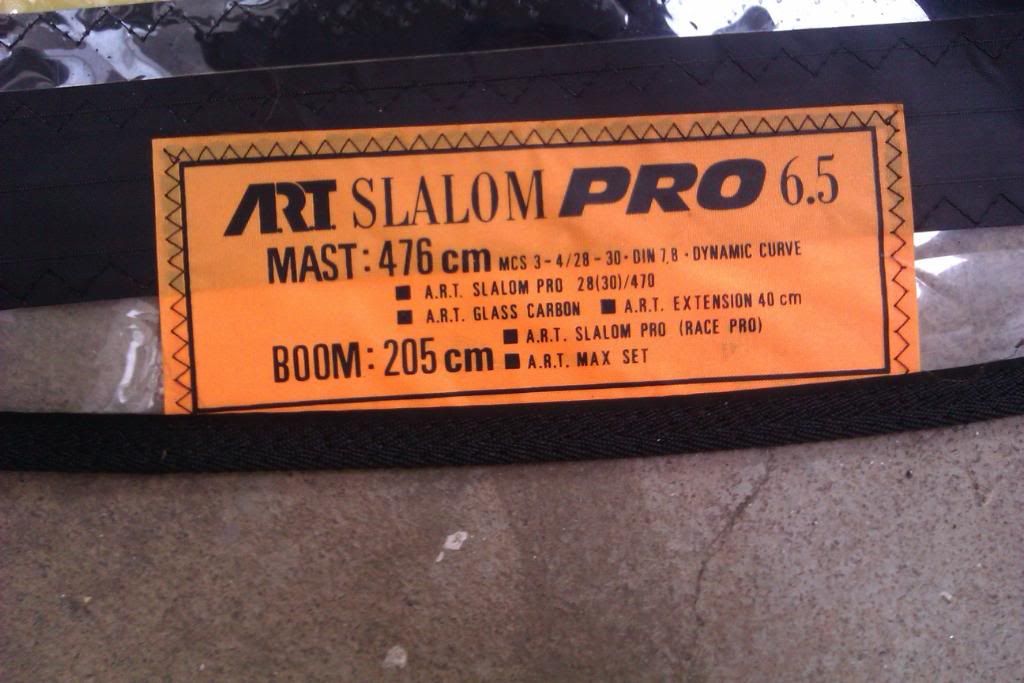 A.R.T. SLALOM PRO 6.5
MAST: 476 cm MCS 3-4/28-30 · DIN 7,8 · DYNAMIC CURVE
■ A.R.T. SLALOM PRO 28(30)/470
■ A.R.T. GLASS CARBON ■ A.R.T. EXTENSION 40 cm
■ A.R.T. SLALOM PRO (RACE PRO)
BOOM: 205 cm ■ A.R.T. MAX SET